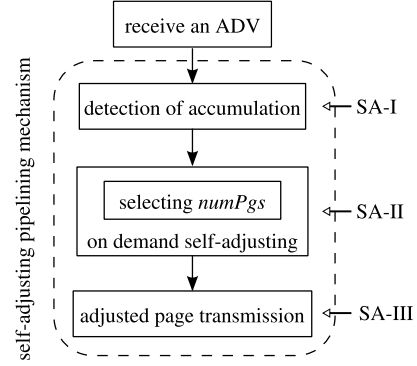 receive an ADV
self-adjusting pipelining mechanism
detection of accumulation
SA-I
selecting numPgs
on demand self-adjusting
SA-II
adjusted page transmission
SA-III